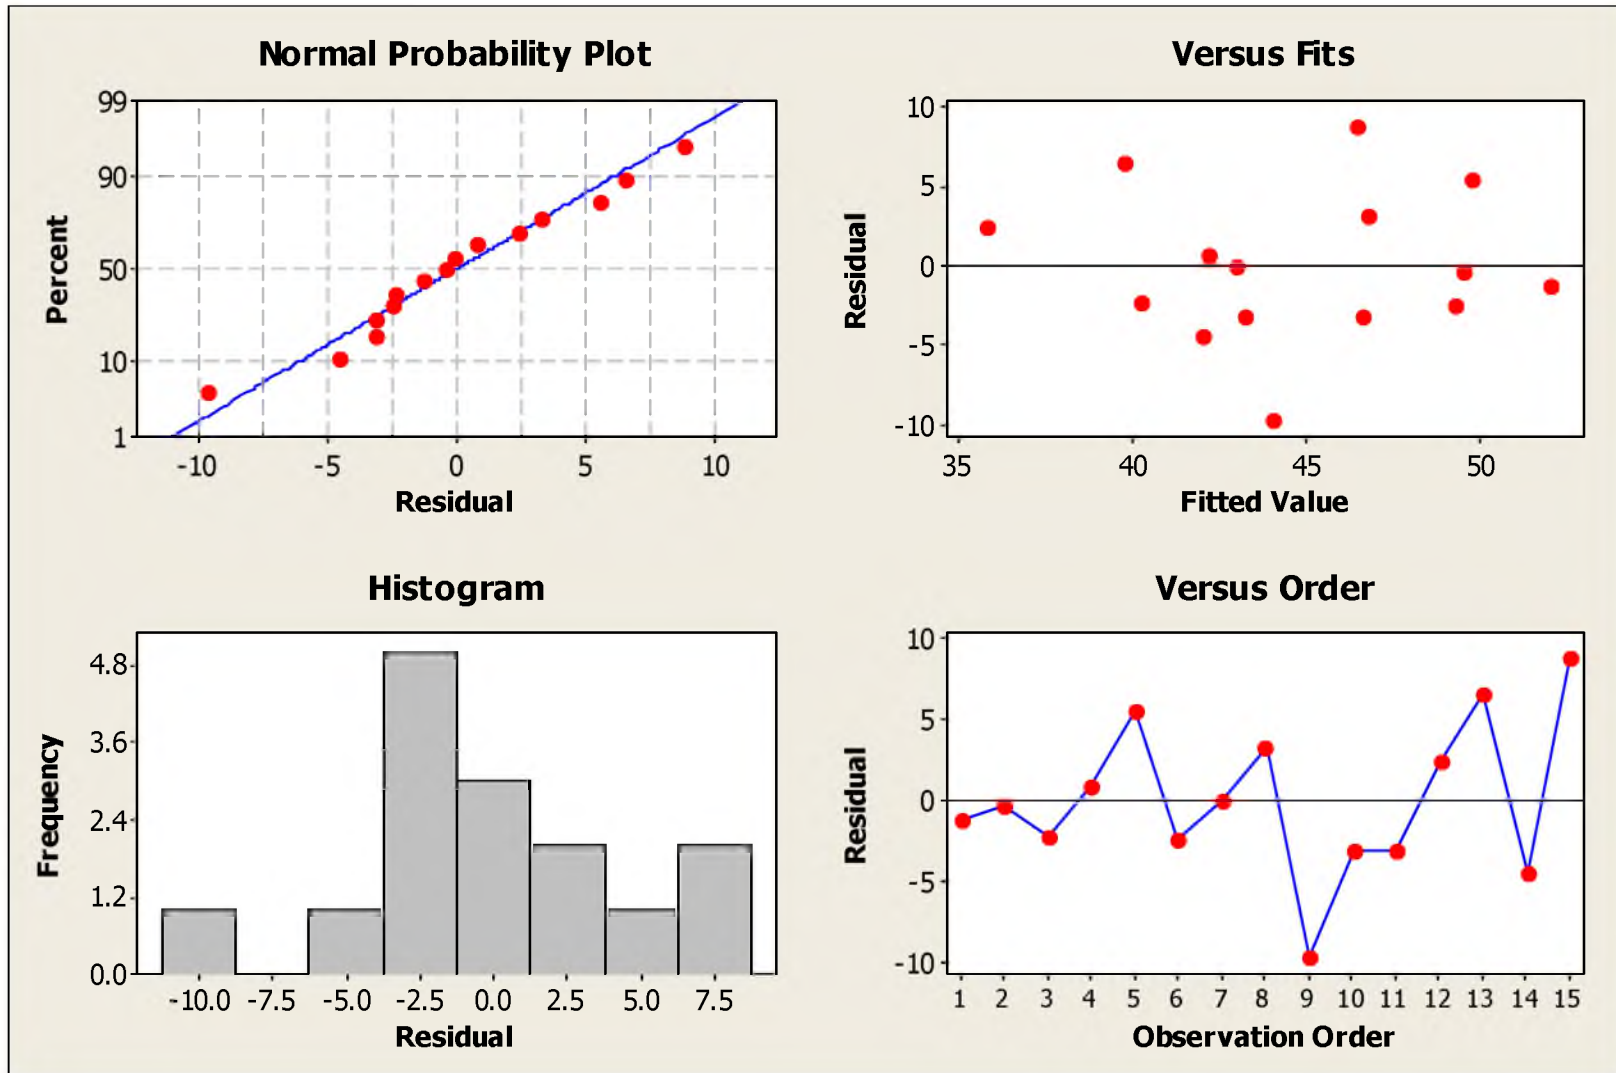 Normal Probability Plot
99
90
50
10
1
Percent
-10 -5 0 5 10
Residual
Versus Fits
10
5
0
-5
-10
Residual
35 40 45 50
Fitted Value
Histogram
4.8
3.6
2.4
1.2
0.0
Frequency
-10.0 -7.5 -5.0 -2.5 0.0 2.5 5.0 7.5
Residual
Versus Order
10
5
0
-5
-10
Residual
1 2 3 4 5 6 7 8 9 10 11 12 13 14 15
Observation Order